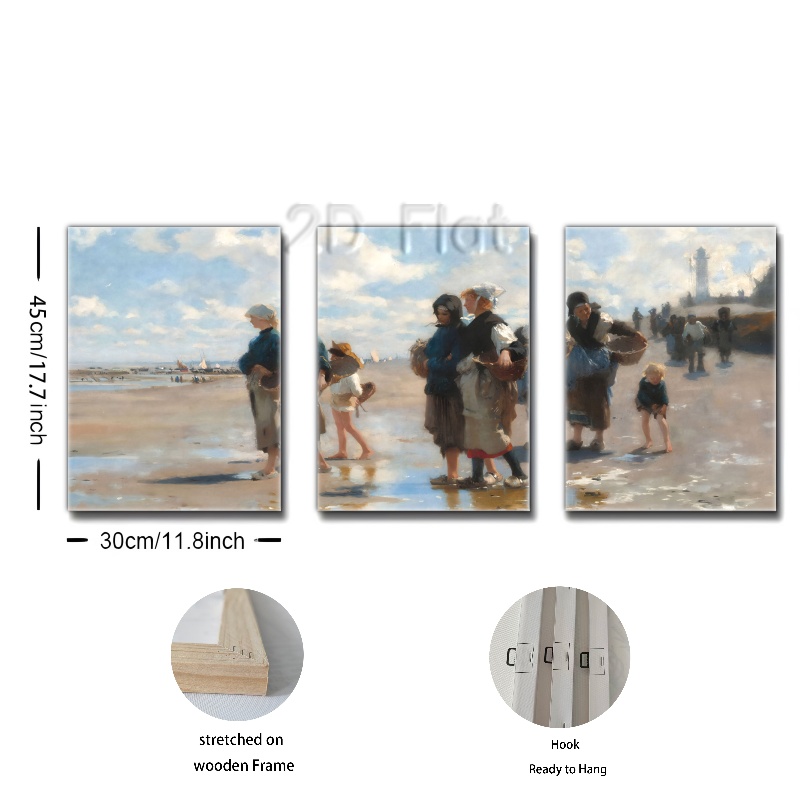 2D Flat
45cm/17.7inch
30cm/11.8inch
stretched on
wooden Frame
Hook
Ready to Hang